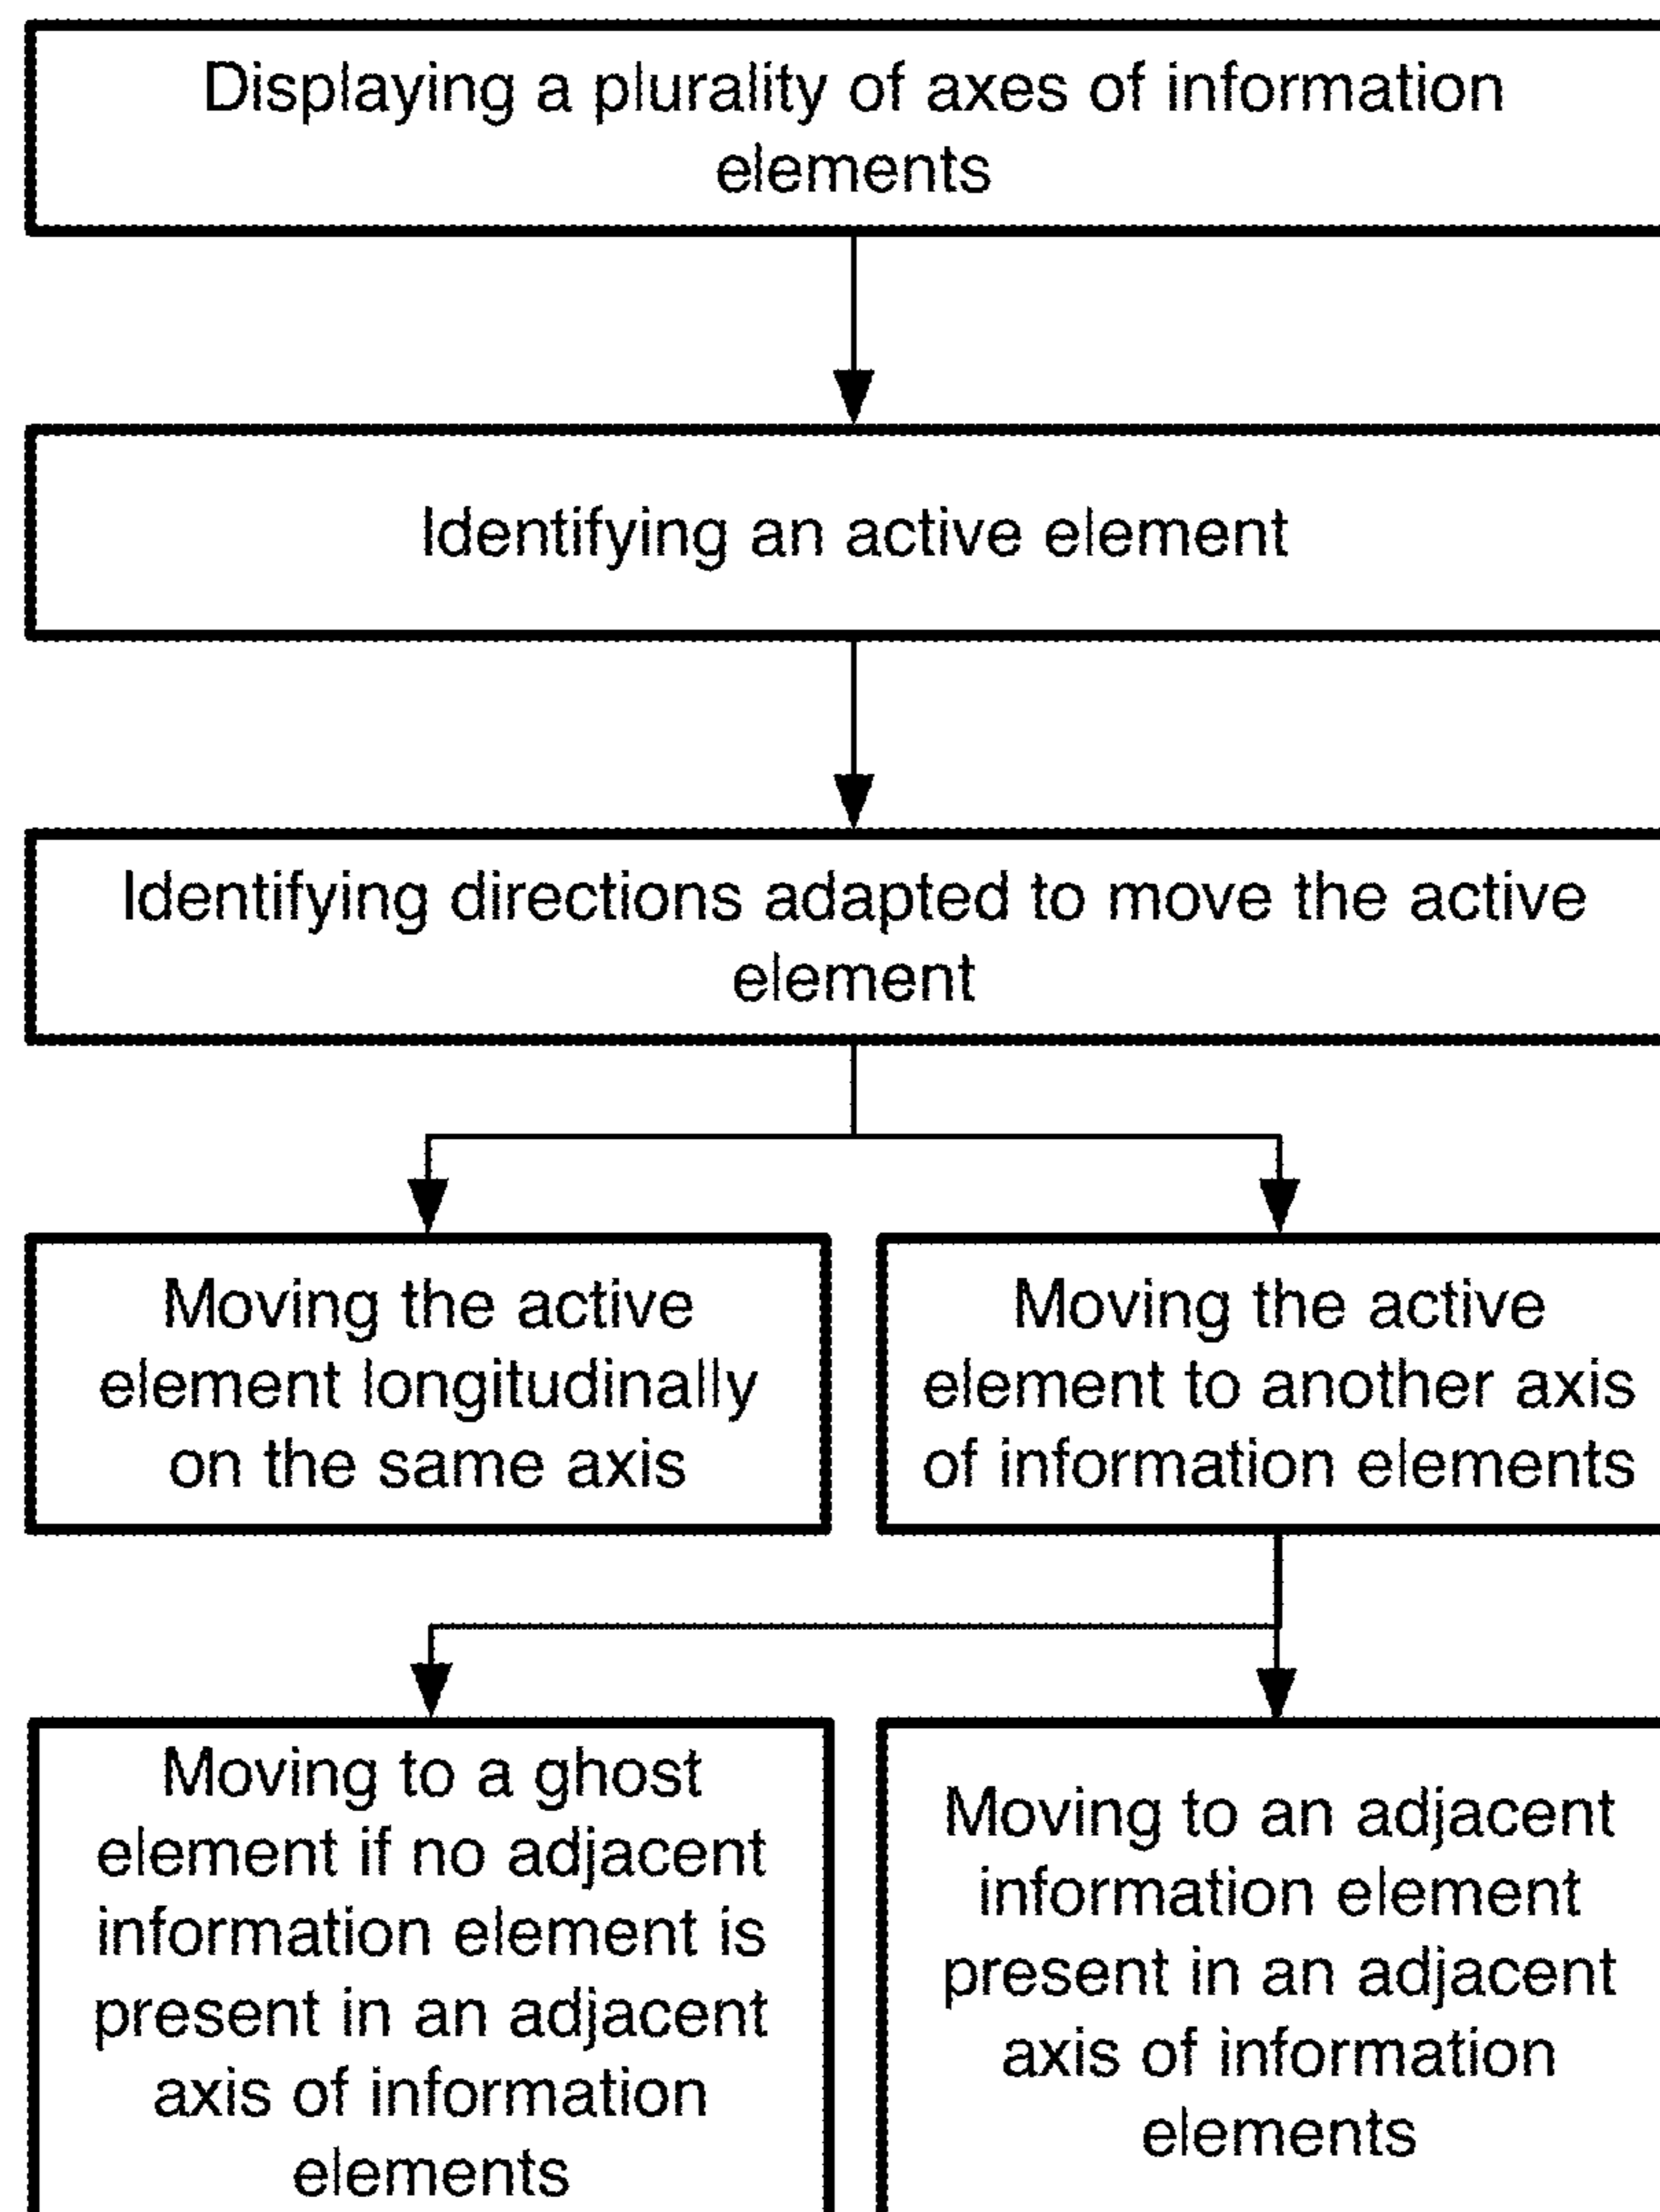 Displaying a plurality of axes of information
elements
Identifying an active element
Identifying directions adapted to move the active
element
Moving the active
element longitudinally
on the same axis
Moving the active
element to another axis
of information elements
Moving to a ghost
element if no adjacent
information element is
present in an adjacent
axis of information
elements
Moving to an adjacent
information element
present in an adjacent
axis of information
elements